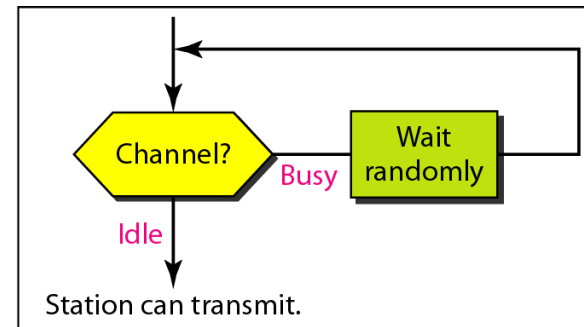 Channel?
Busy
Wait
randomly
Idle
Station can transmit.